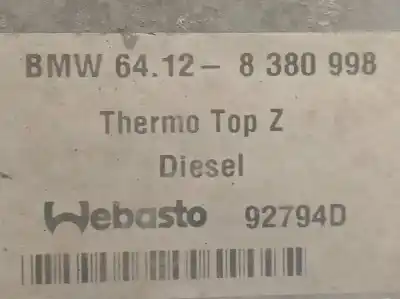 BMW 64.12 - 8 380 998
Thermo Top Z
Diesel
Webasto 92794D